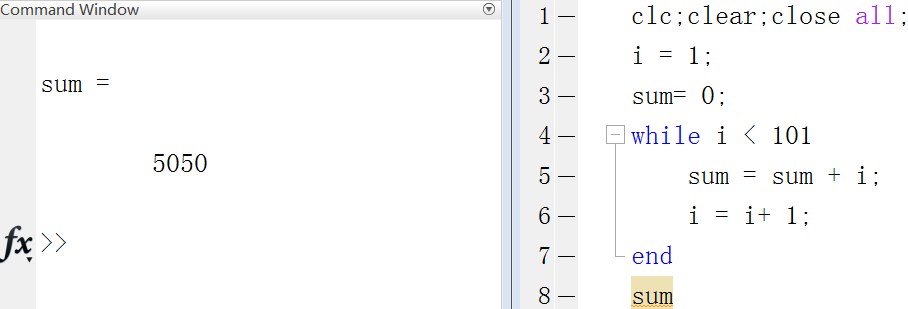 Command Window
sum =
5050
fx >>
1 — clc;clear;close all;
2 — i = 1;
3 — sum= 0;
4 — while i < 101
5 — sum = sum + i;
6 — i = i+ 1;
7 — end
8 — sum